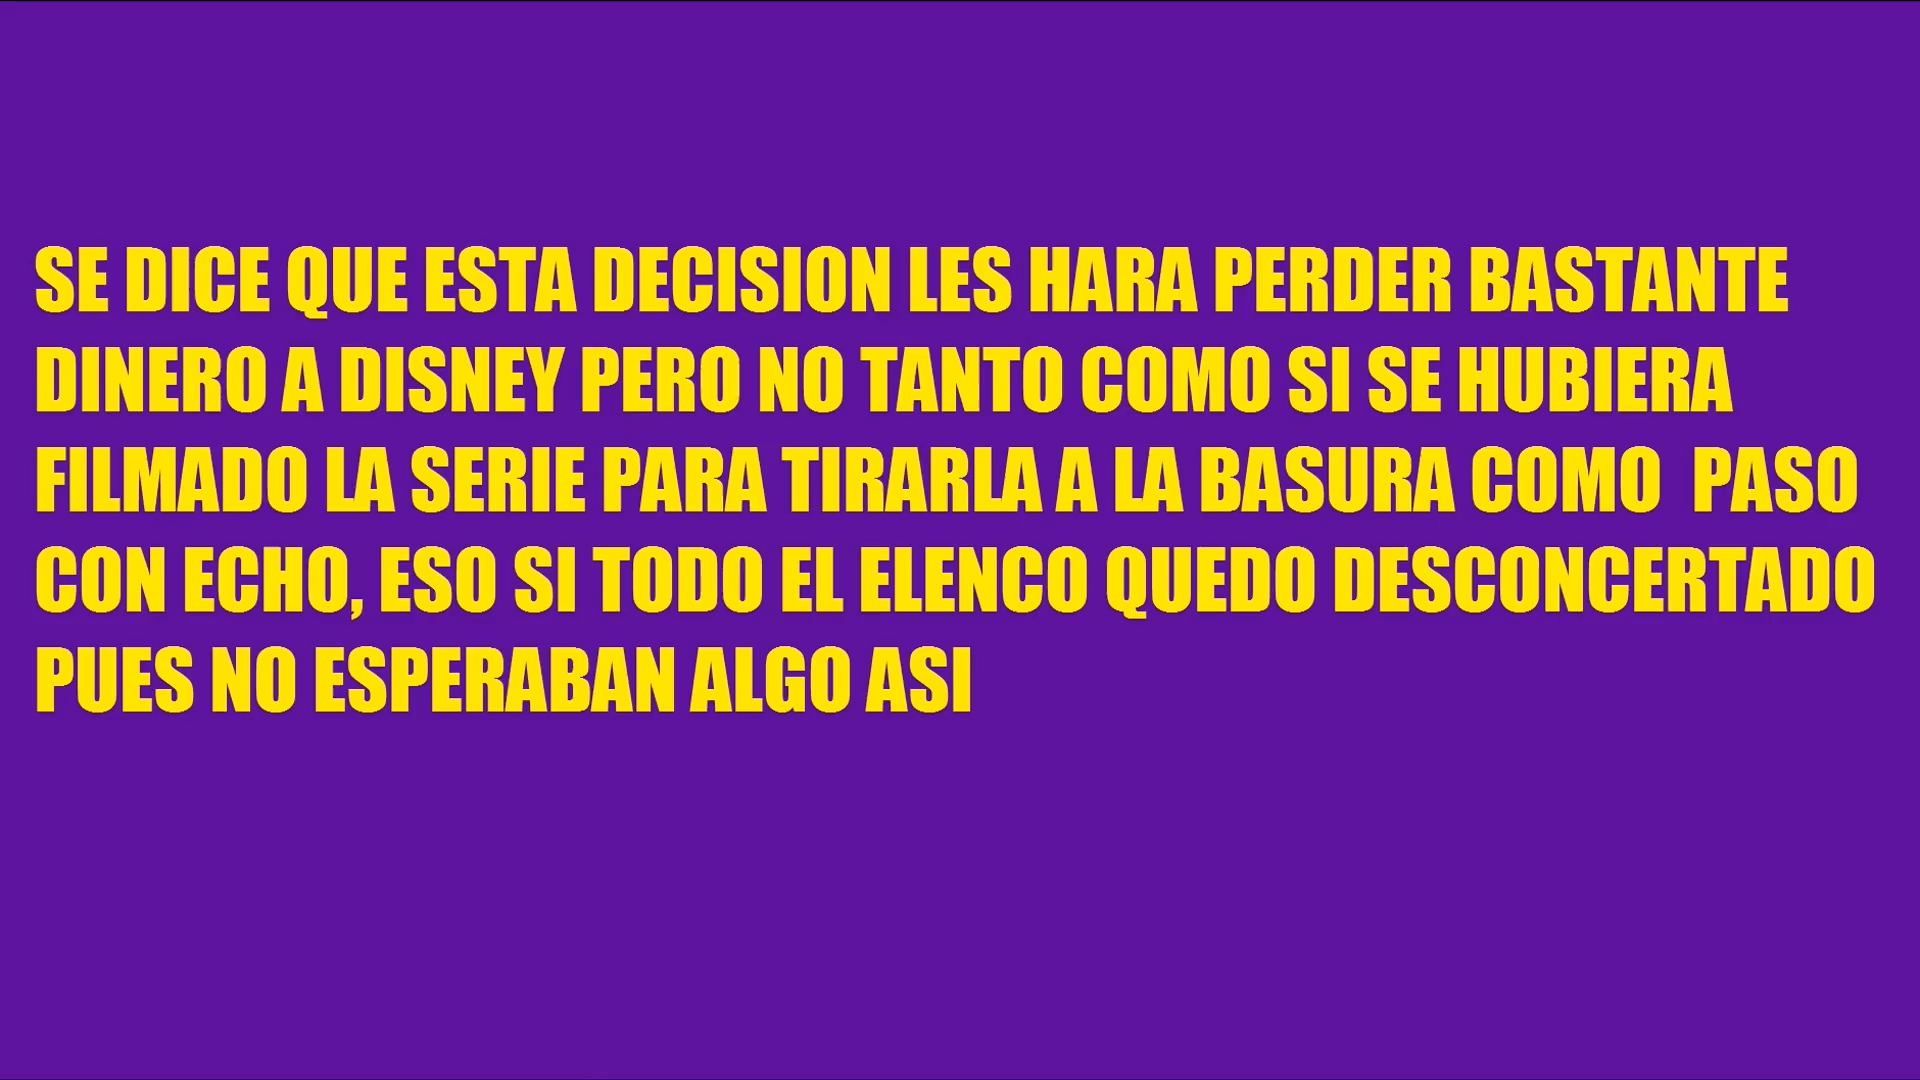 SE DICE QUE ESTA DECISION LES HARA PERDER BASTANTE
DINERO A DISNEY PERO NO TANTO COMO SI SE HUBIERA
FILMADO LA SERIE PARA TIRARLA A LA BASURA COMO  PASO
CON ECHO, ESO SI TODO EL ELENCO QUEDO DESCONCERTADO
PUES NO ESPERABAN ALGO ASI